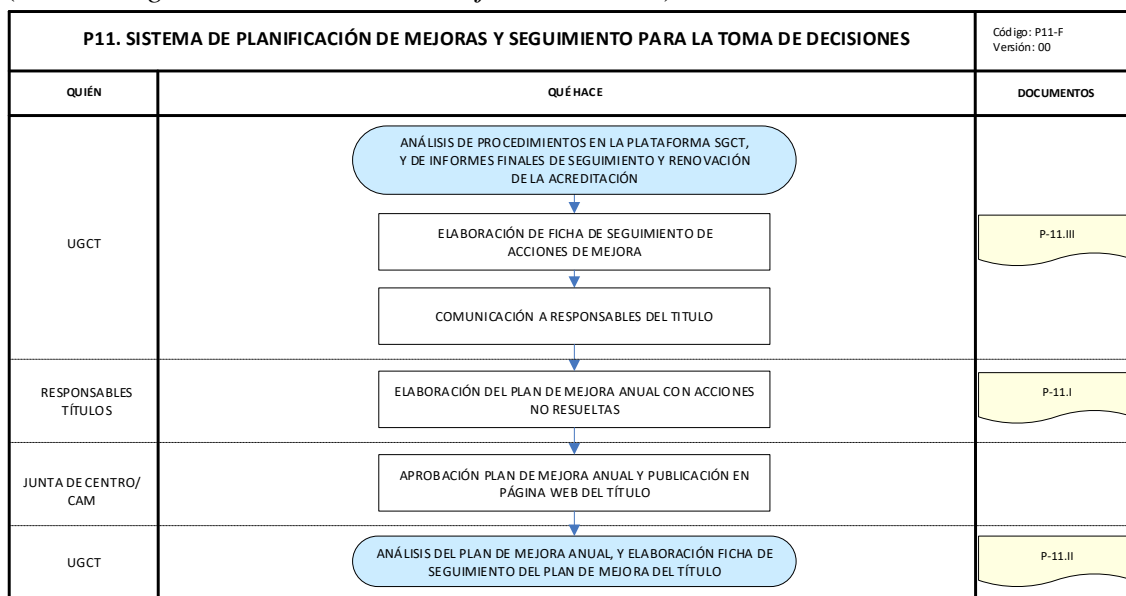 P11. SISTEMA DE PLANIFICACIÓN DE MEJORAS Y SEGUIMIENTO PARA LA TOMA DE DECISIONES
Código: P11-F
Versión: 00
QUIÉN
QUÉ HACE
DOCUMENTOS
ANÁLISIS DE PROCEDIMIENTOS EN LA PLATAFORMA SGCT,
Y DE INFORMES FINALES DE SEGUIMIENTO Y RENOVACIÓN
DE LA ACREDITACIÓN
UGCT
ELABORACIÓN DE FICHA DE SEGUIMIENTO DE
ACCIONES DE MEJORA
P-11.III
COMUNICACIÓN A RESPONSABLES DEL TITULO
RESPONSABLES
TÍTULOS
ELABORACIÓN DEL PLAN DE MEJORA ANUAL CON ACCIONES
NO RESUELTAS
P-11.I
JUNTA DE CENTRO/
CAM
APROBACIÓN PLAN DE MEJORA ANUAL Y PUBLICACIÓN EN
PÁGINA WEB DEL TÍTULO
UGCT
ANÁLISIS DEL PLAN DE MEJORA ANUAL, Y ELABORACIÓN FICHA DE
SEGUIMIENTO DEL PLAN DE MEJORA DEL TÍTULO
P-11.II